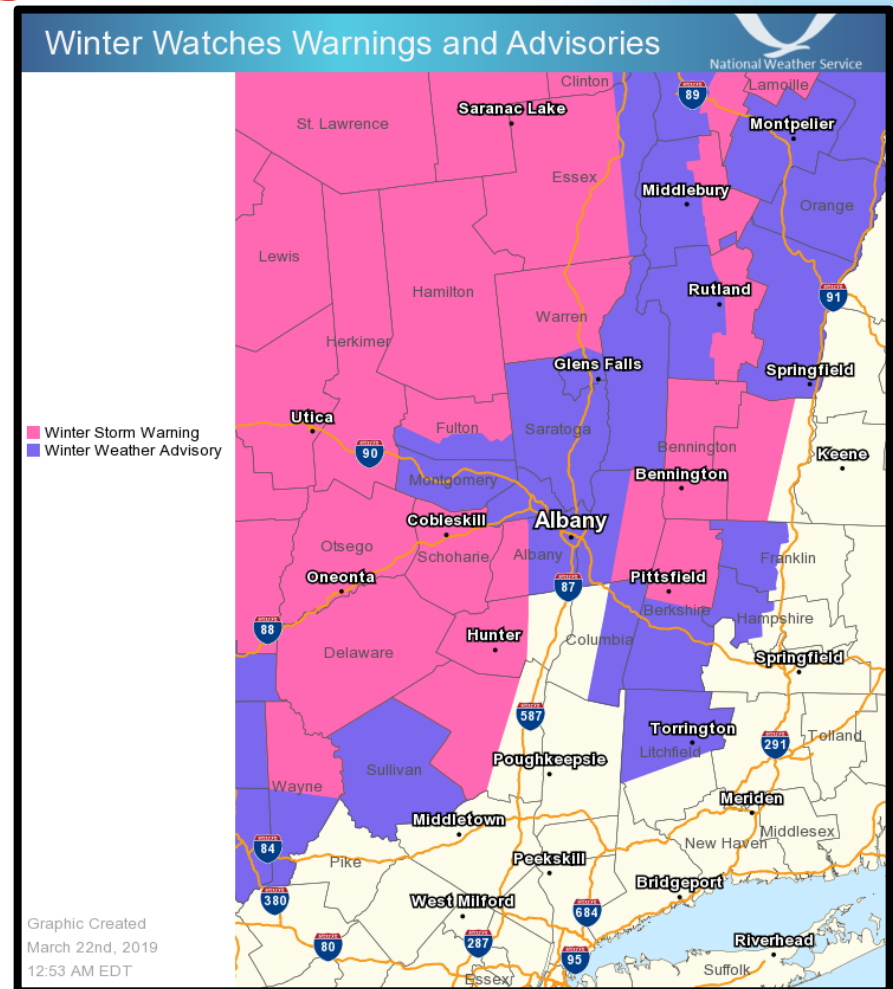 Winter Watches Warnings and Advisories
National Weather Service
Clinton
Lamoille
89
Saranac Lake
St. Lawrence
Montpelier
Essex
Middlebury
Orange
Lewis
Hamilton
Rutland
91
Warren
Herkimer
Glens Falls
Springfield
Utica
Fulton
Saratoga
Winter Storm Warning
Winter Weather Advisory
90
Bennington
Keene
Montgomery
Bennington
Cobleskill
Albany
Otsego
Schoharie
Albany
Franklin
Oneonta
87
Pittsfield
Berkshire
Hampshire
88
Hunter
Columbia
Delaware
Springfield
587
Torrington
Litchfield
291
Tolland
Sullivan
Poughkeepsie
Wayne
Meriden
Middletown
Middlesex
84
New Haven
Pike
Peekskill
Bridgeport
380
West Milford
684
Graphic Created
March 22nd, 2019
12:53 AM EDT
80
287
95
Riverhead
Suffolk
Essex